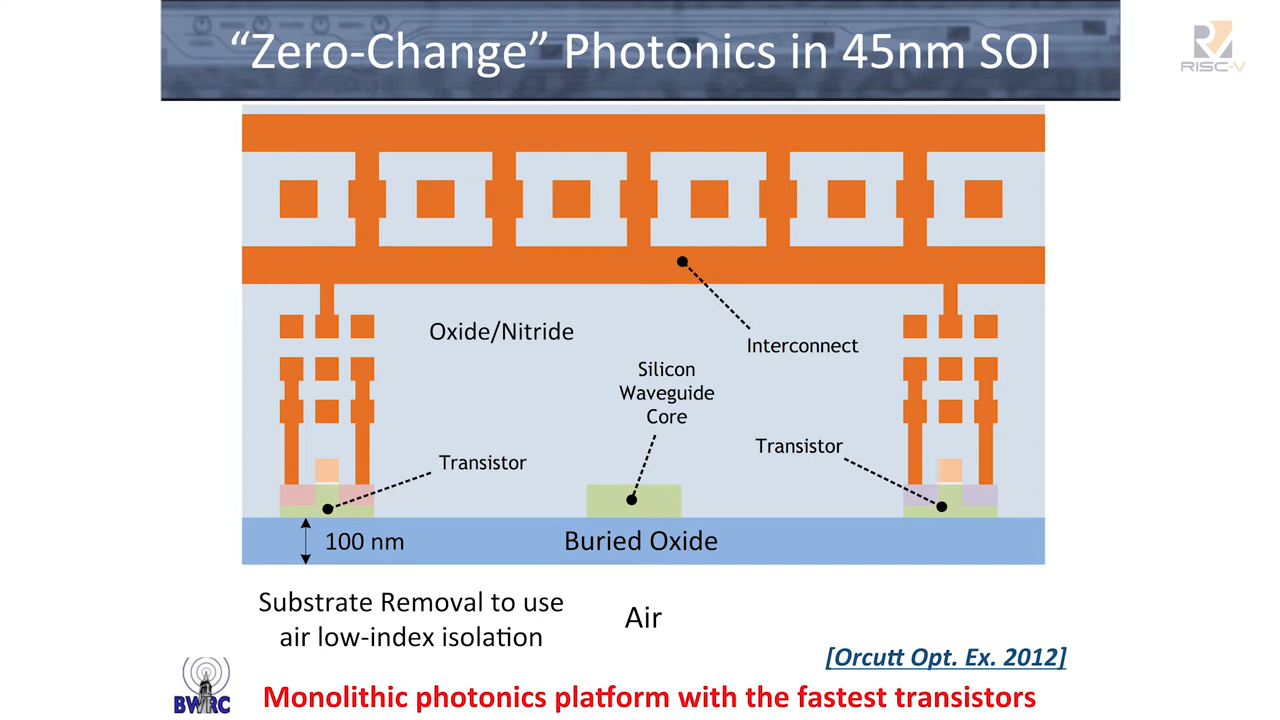 “Zero-Change” Photonics in 45nm SOI
RISC-V
Oxide/Nitride
Interconnect
Silicon
Waveguide
Core
Transistor
Transistor
100 nm
Buried Oxide
Substrate Removal to use
air low-index isolation
Air
[Orcutt Opt. Ex. 2012]
BWRC
Monolithic photonics platform with the fastest transistors